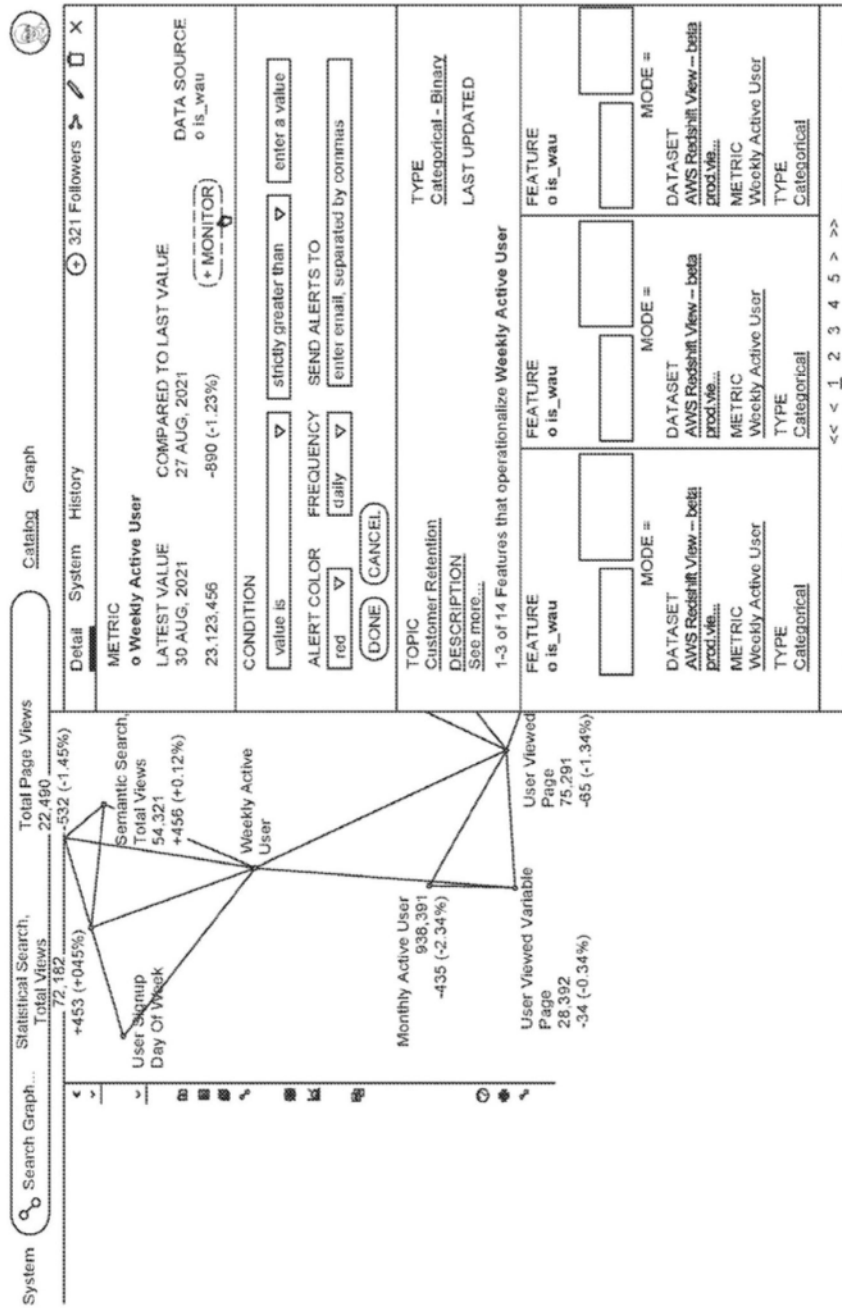 System
Search Graph...
Catalog
Graph
Statistical Search,
Total Views
72,182
+453 (+045%)
Total Page Views
22,490
-532 (-1.45%)
Semantic Search,
Total Views
54,321
+456 (+0.12%)
User Signup
Day Of Week
Weekly Active
User
Monthly Active User
938,391
-435 (-2.34%)
User Viewed Variable
Page
28,392
-34 (-0.34%)
User Viewed
Page
75,291
-65 (-1.34%)
Detail System History
+ 321 Followers
METRIC
o Weekly Active User
LATEST VALUE
30 AUG, 2021
23.123,456
COMPARED TO LAST VALUE
27 AUG, 2021
-890 (-1.23%)
DATA SOURCE
o is_wau
(+ MONITOR)
CONDITION
value is
strictly greater than
enter a value
ALERT COLOR
red
FREQUENCY
daily
SEND ALERTS TO
enter email, separated by commas
DONE CANCEL
TOPIC
Customer Retention
DESCRIPTION
See more...
TYPE
Categorical - Binary
LAST UPDATED
1-3 of 14 Features that operationalize Weekly Active User
FEATURE
o is_wau
MODE =
DATASET
AWS Redshift View – beta
prod.vie...
METRIC
Weekly Active User
TYPE
Categorical
FEATURE
o is_wau
MODE =
DATASET
AWS Redshift View – beta
prod.vie...
METRIC
Weekly Active User
TYPE
Categorical
FEATURE
o is_wau
MODE =
DATASET
AWS Redshift View – beta
prod.vie...
METRIC
Weekly Active User
TYPE
Categorical
<< < 1 2 3 4 5 > >>